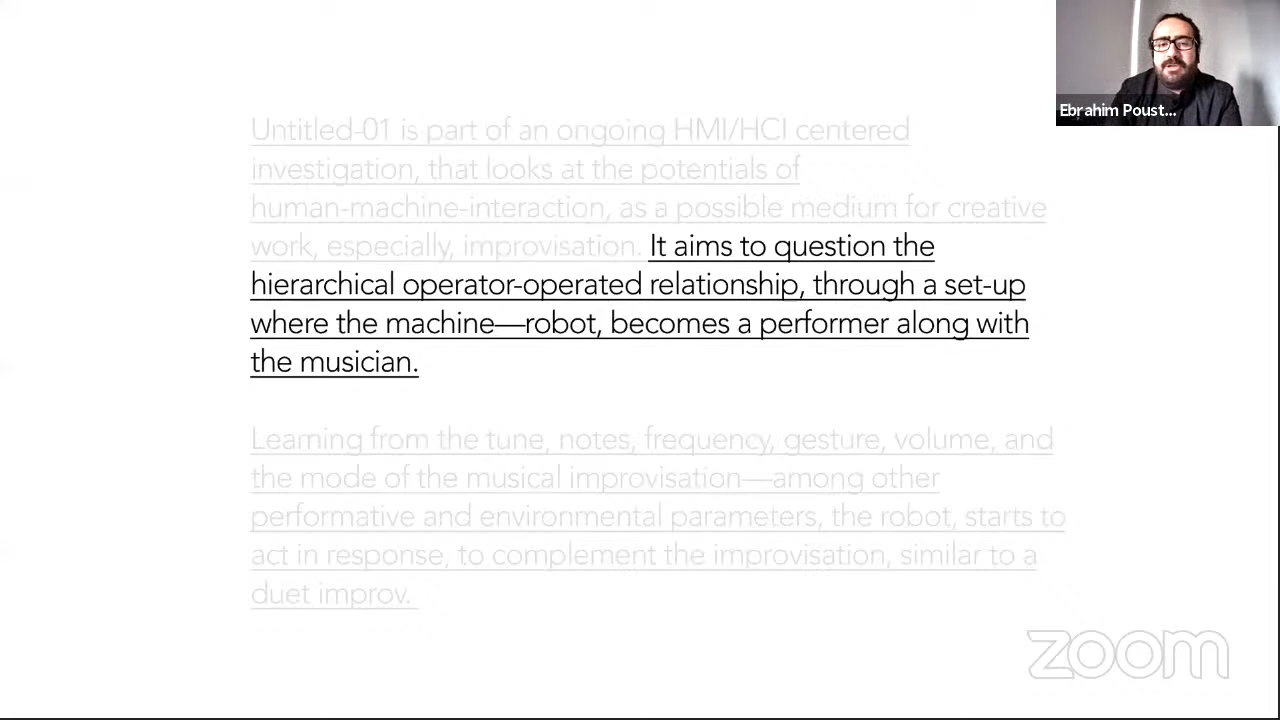 Ebrahim Poust...
Untitled-01 is part of an ongoing HMI/HCI centered
investigation, that looks at the potentials of
human-machine-interaction, as a possible medium for creative
work, especially, improvisation. It aims to question the
hierarchical operator-operated relationship, through a set-up
where the machine—robot, becomes a performer along with
the musician.
Learning from the tune, notes, frequency, gesture, volume, and
the mode of the musical improvisation—among other
performative and environmental parameters, the robot, starts to
act in response, to complement the improvisation, similar to a
duet improv.
zoom